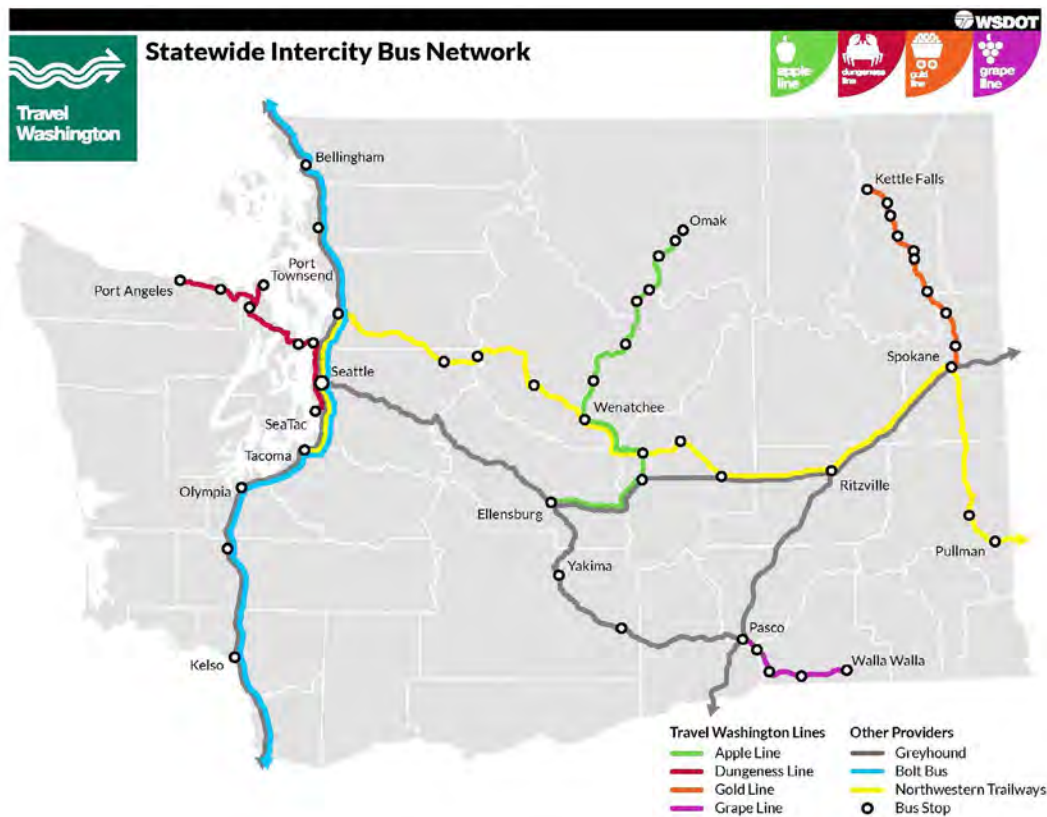 WSDOT
Statewide Intercity Bus Network
Travel
Washington
apple
line
dungeness
line
gold
line
grape
line
Bellingham
Kettle Falls
Omak
Port
Townsend
Port Angeles
Spokane
Seattle
Wenatchee
SeaTac
Tacoma
Olympia
Ritzville
Ellensburg
Pullman
Yakima
Pasco
Kelso
Walla Walla
Travel Washington Lines
Apple Line
Dungeness Line
Gold Line
Grape Line
Other Providers
Greyhound
Bolt Bus
Northwestern Trailways
Bus Stop